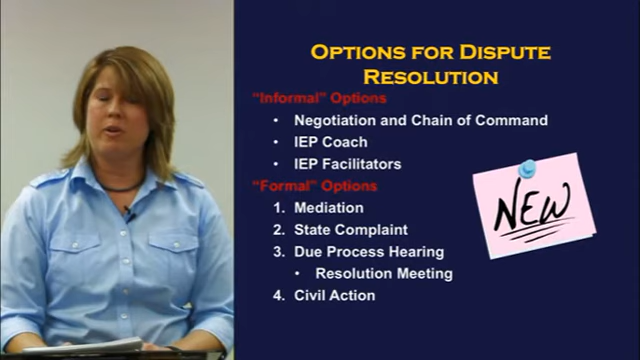 OPTIONS FOR DISPUTE
RESOLUTION
"Informal" Options
• Negotiation and Chain of Command
• IEP Coach
• IEP Facilitators
"Formal" Options
1. Mediation
2. State Complaint
3. Due Process Hearing
• Resolution Meeting
4. Civil Action
NEW